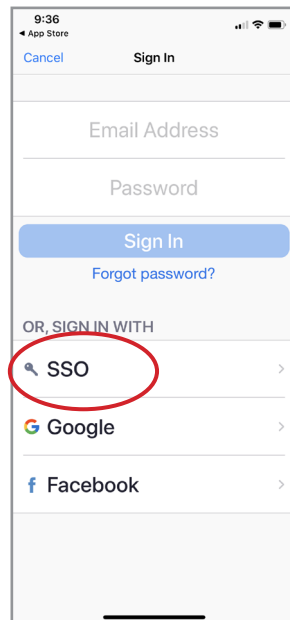 9:36
◀ App Store
Cancel Sign In
Email Address
Password
Sign In
Forgot password?
OR, SIGN IN WITH
SSO
Google
Facebook